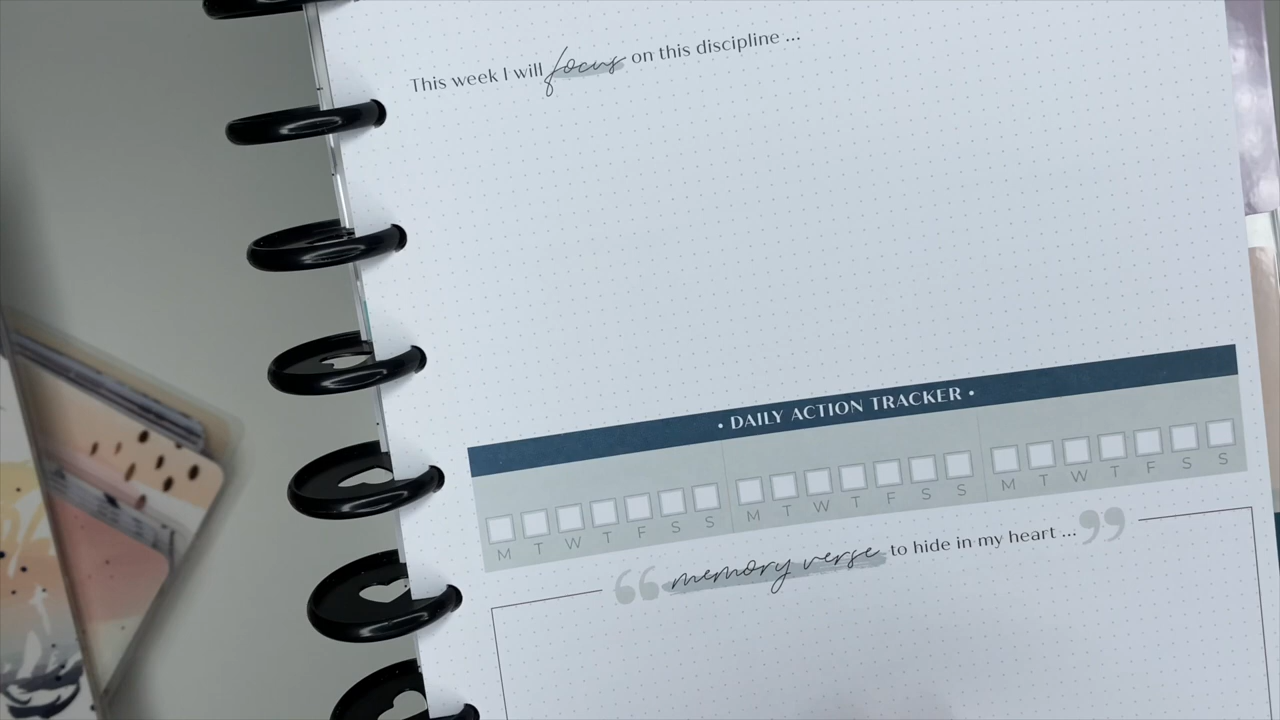 This week I will focus on this discipline ...
• DAILY ACTION TRACKER •
M T W T F S S M T W T F S S M T W T F S S
“ memory verse to hide in my heart ... ”